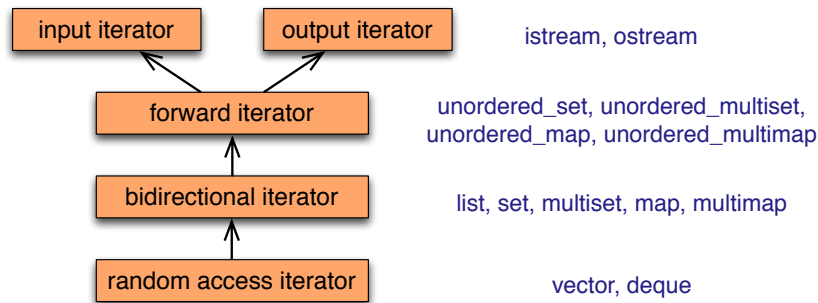 input iterator
output iterator
istream, ostream
forward iterator
unordered_set, unordered_multiset,
unordered_map, unordered_multimap
bidirectional iterator
list, set, multiset, map, multimap
random access iterator
vector, deque